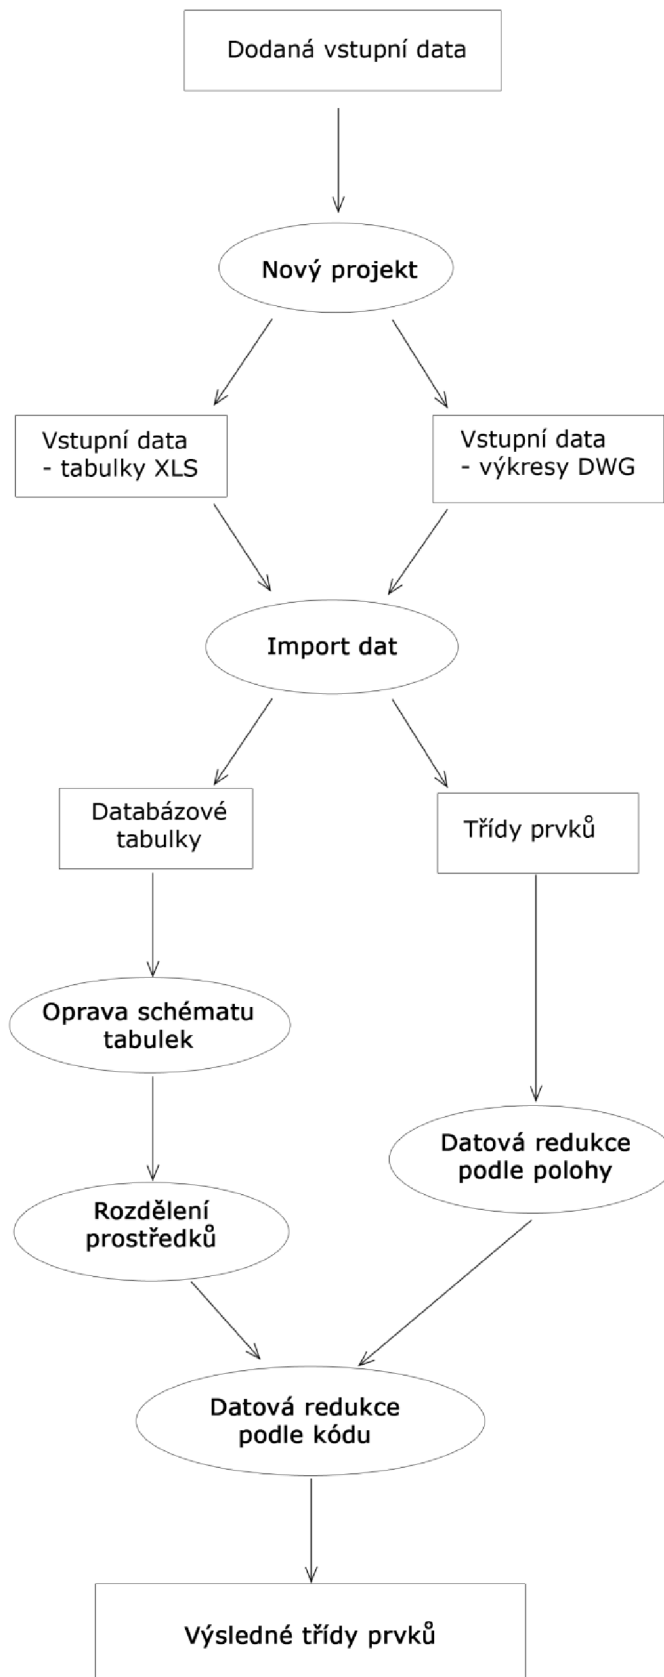 Dodaná vstupní data
Nový projekt
Vstupní data
- tabulky XLS
Vstupní data
- výkresy DWG
Import dat
Databázové
tabulky
Třídy prvků
Oprava schématu
tabulek
Datová redukce
podle polohy
Rozdělení
prostředků
Datová redukce
podle kódu
Výsledné třídy prvků